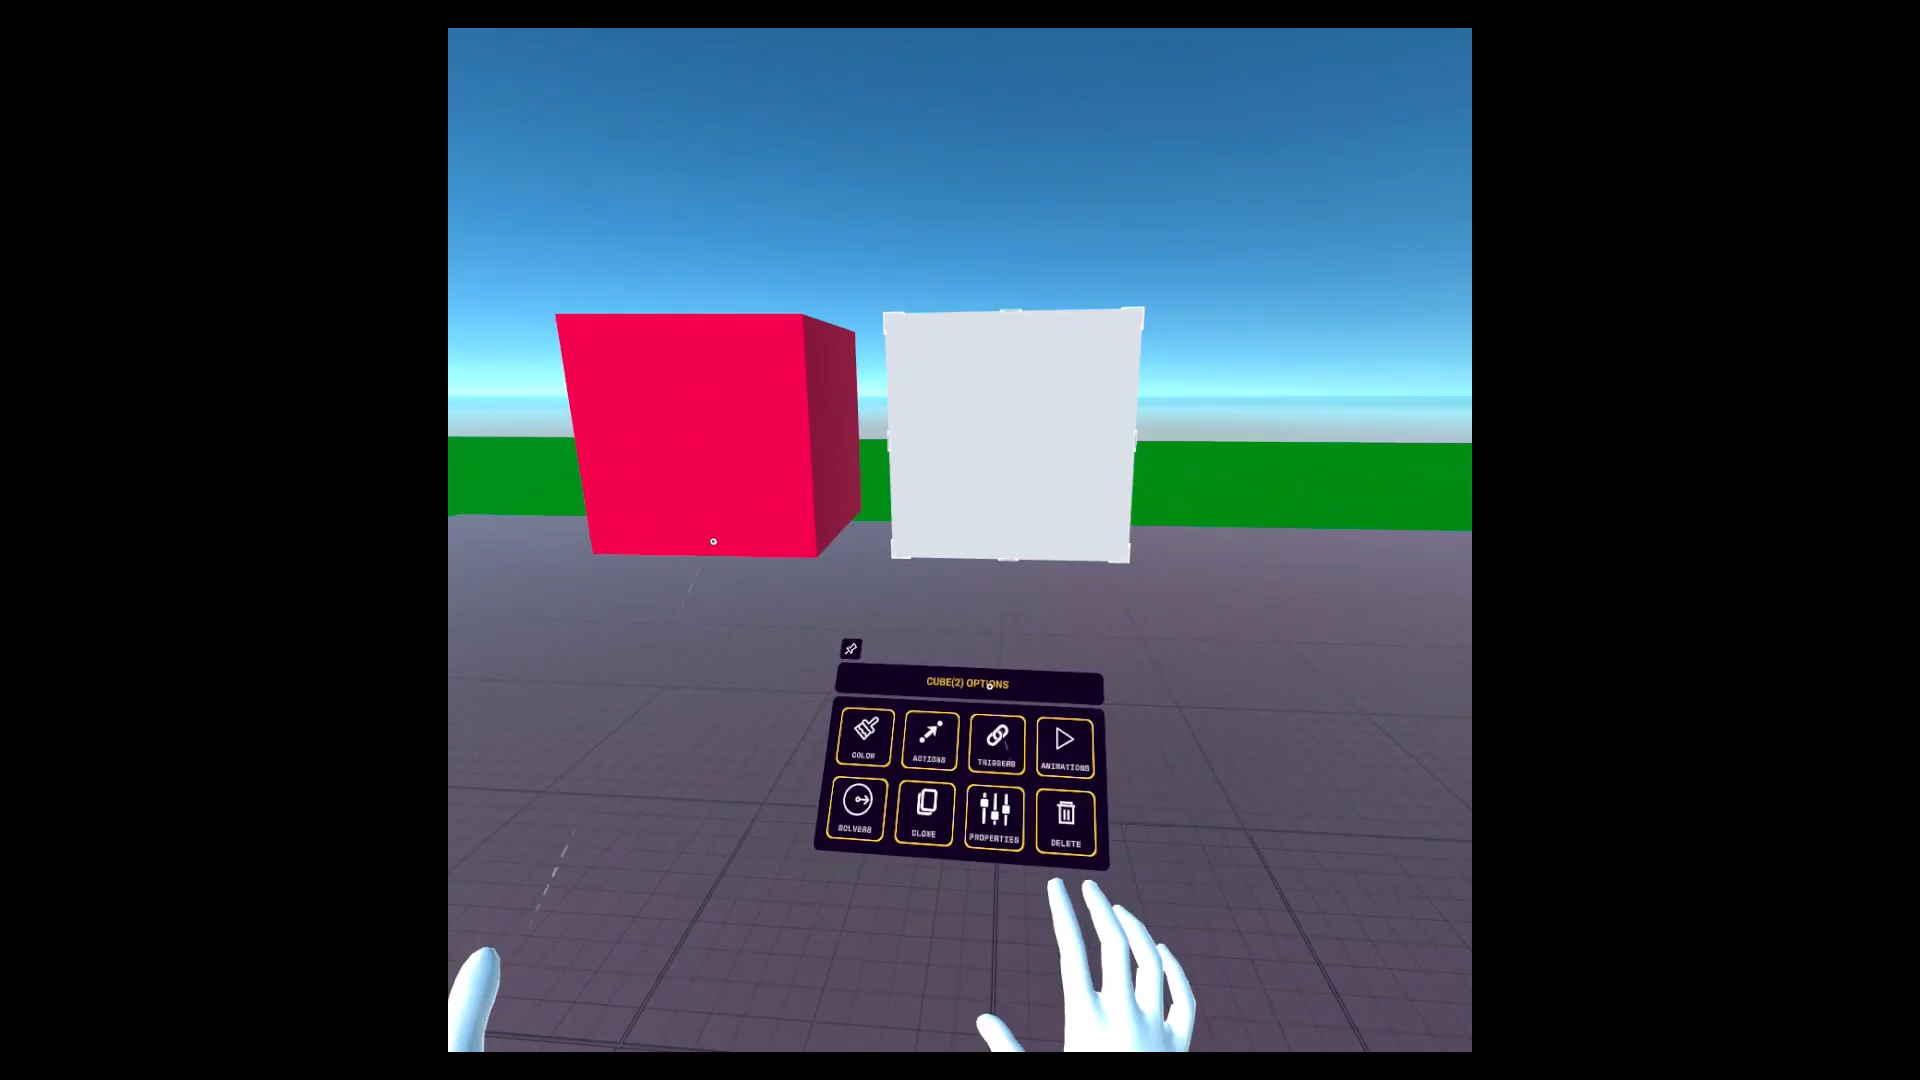 CUBE(2) OPTIONS
COLOR
ACTIONS
TRIGGERS
ANIMATIONS
SOLVERS
CLONE
PROPERTIES
DELETE